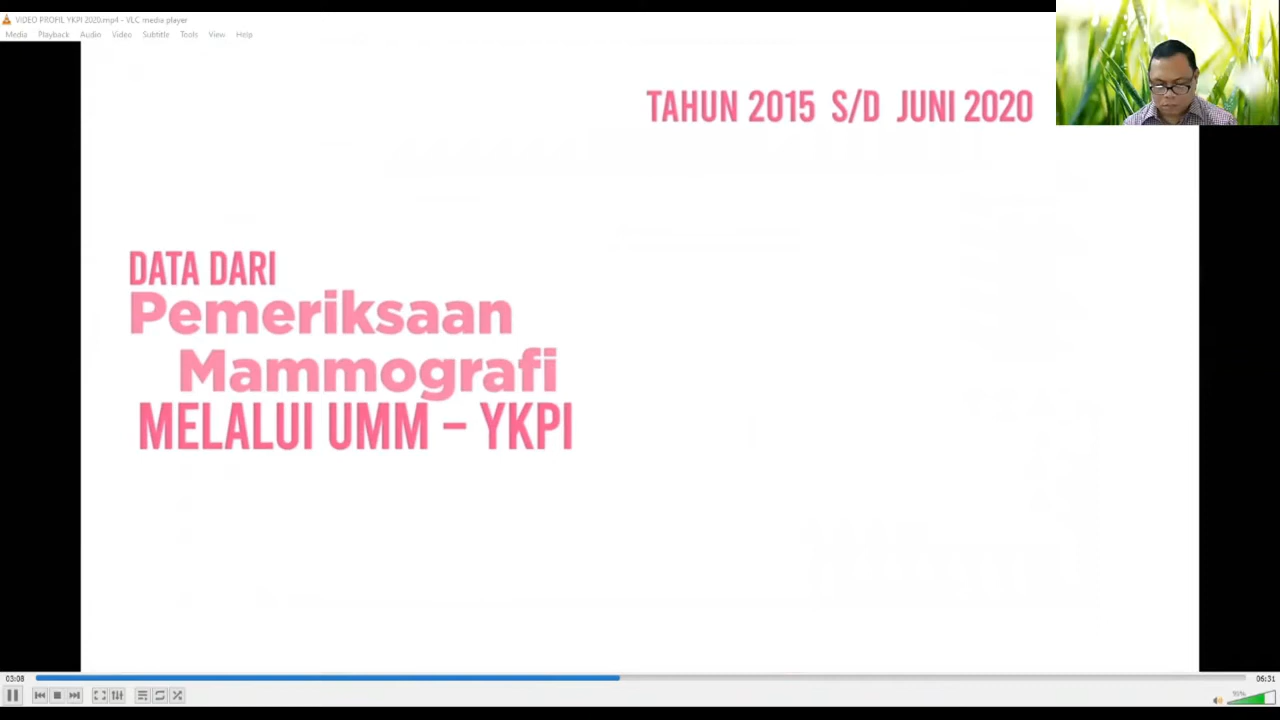 VIDEO PROFIL YKPI 2020.mp4 - VLC media player
Media Playback Audio Video Subtitle Tools View Help
TAHUN 2015 S/D JUNI 2020
DATA DARI
Pemeriksaan
Mammografi
MELALUI UMM – YKPI
03:08
06:31